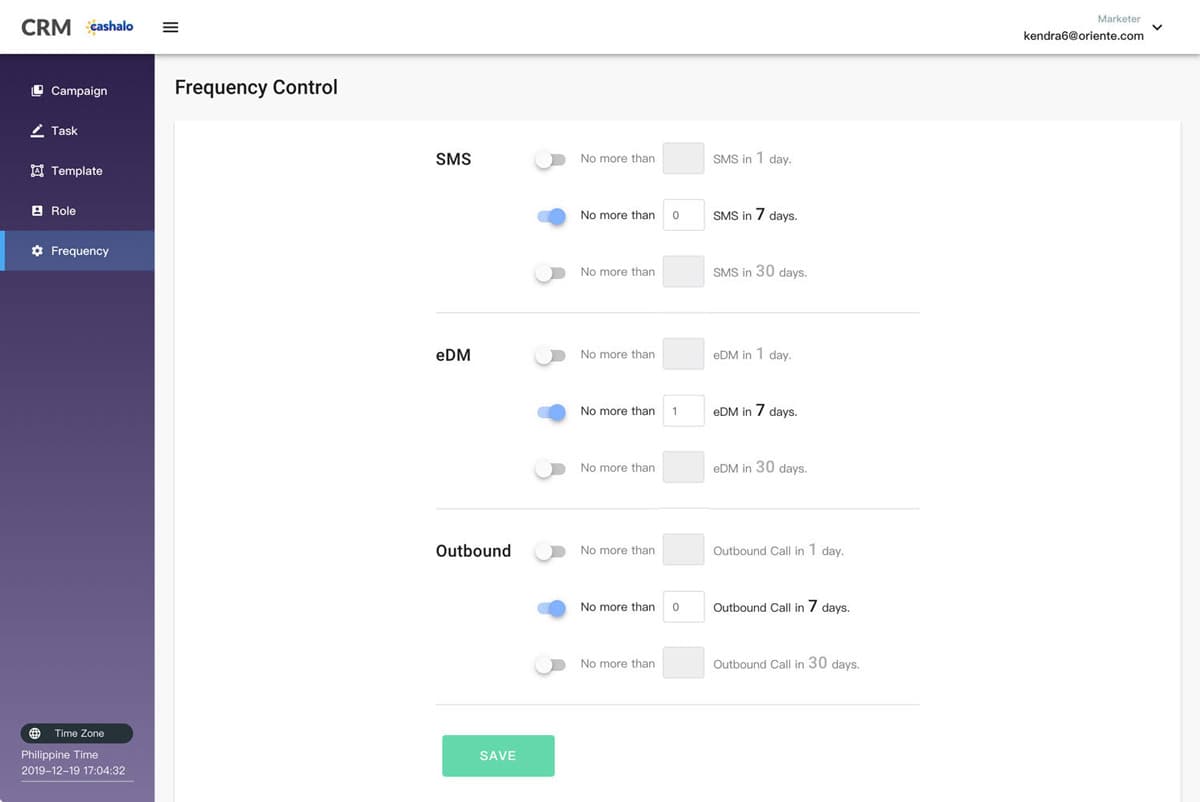 CRM cashalo
Marketer
kendra6@oriente.com
Campaign
Task
Template
Role
Frequency
Time Zone
Philippine Time
2019-12-19 17:04:32
Frequency Control
SMS No more than SMS in 1 day.
No more than 0 SMS in 7 days.
No more than SMS in 30 days.
eDM No more than eDM in 1 day.
No more than 1 eDM in 7 days.
No more than eDM in 30 days.
Outbound No more than Outbound Call in 1 day.
No more than 0 Outbound Call in 7 days.
No more than Outbound Call in 30 days.
SAVE